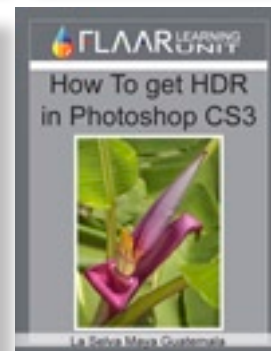 FLAAR LEARNING
UNIT
How To get HDR
in Photoshop CS3
La Selva Maya Guatemala